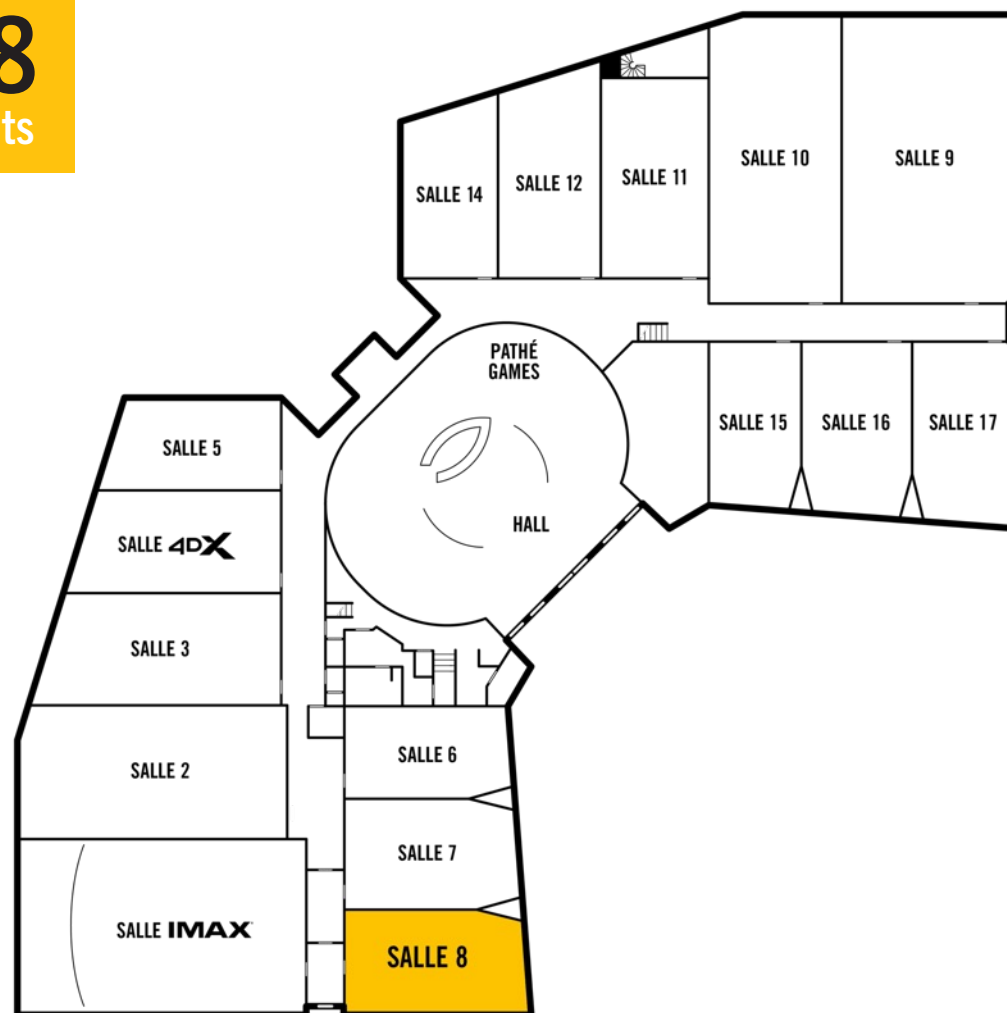 8
ts
SALLE 14
SALLE 12
SALLE 11
SALLE 10
SALLE 9
PATHÉ
GAMES
SALLE 15
SALLE 16
SALLE 17
SALLE 5
SALLE 4DX
HALL
SALLE 3
SALLE 2
SALLE 6
SALLE 7
SALLE IMAX
SALLE 8